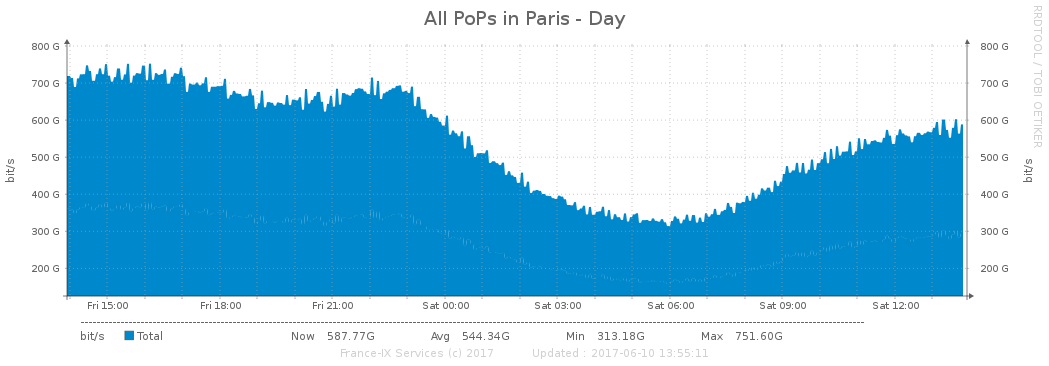 All PoPs in Paris - Day
RRDTOOL / TOBI OETIKER
800 G 800 G
700 G 700 G
600 G 600 G
500 G 500 G
400 G 400 G
300 G 300 G
200 G 200 G
bit/s bit/s
Fri 15:00 Fri 18:00 Fri 21:00 Sat 00:00 Sat 03:00 Sat 06:00 Sat 09:00 Sat 12:00
bit/s Total Now 587.77G Avg 544.34G Min 313.18G Max 751.60G
France-IX Services (c) 2017 Updated : 2017-06-10 13:55:11